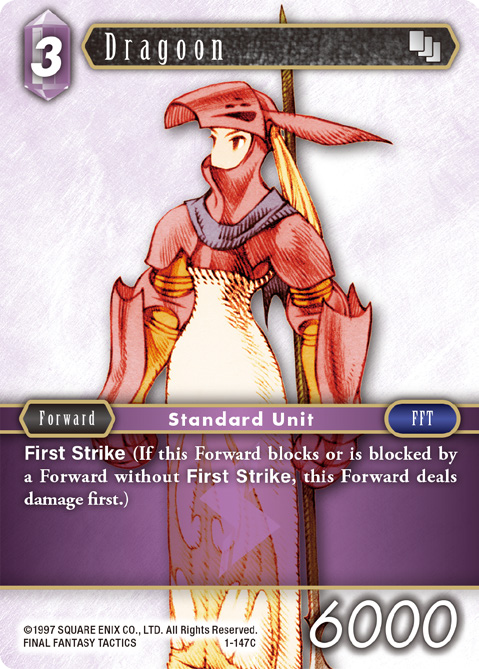 3
Dragoon
Forward
Standard Unit
FFT
First Strike (If this Forward blocks or is blocked by
a Forward without First Strike, this Forward deals
damage first.)
©1997 SQUARE ENIX CO., LTD. All Rights Reserved.
FINAL FANTASY TACTICS
1-147C
6000